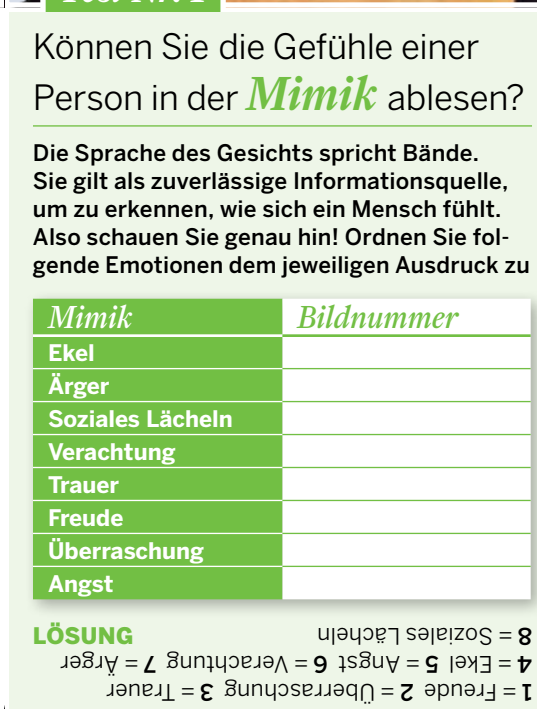 Können Sie die Gefühle einer
Person in der Mimik ablesen?
Die Sprache des Gesichts spricht Bände.
Sie gilt als zuverlässige Informationsquelle,
um zu erkennen, wie sich ein Mensch fühlt.
Also schauen Sie genau hin! Ordnen Sie fol-
gende Emotionen dem jeweiligen Ausdruck zu
Mimik Bildnummer
Ekel
Ärger
Soziales Lächeln
Verachtung
Trauer
Freude
Überraschung
Angst
LÖSUNG
1 = Freude 2 = Überraschung 3 = Trauer
4 = Ekel 5 = Angst 6 = Verachtung 7 = Ärger
8 = Soziales Lächeln